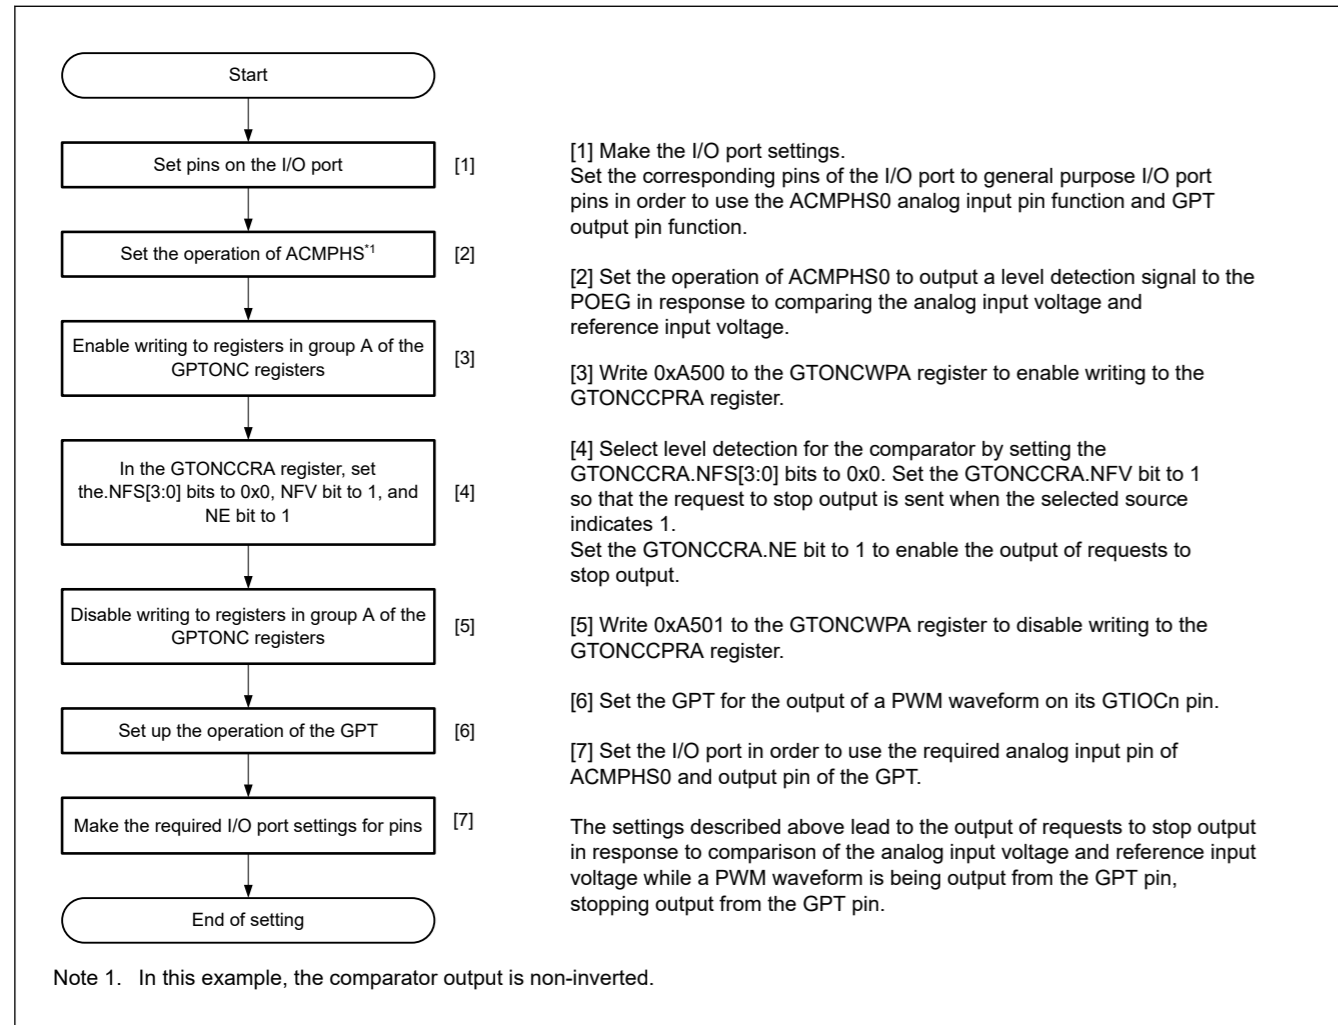 Start
Set pins on the I/O port
[1]
Set the operation of ACMPHS*1
[2]
Enable writing to registers in group A of the
GPTONC registers
[3]
In the GTONCCRA register, set
the.NFS[3:0] bits to 0x0, NFV bit to 1, and
NE bit to 1
[4]
Disable writing to registers in group A of the
GPTONC registers
[5]
Set up the operation of the GPT
[6]
Make the required I/O port settings for pins
[7]
End of setting
[1] Make the I/O port settings.
Set the corresponding pins of the I/O port to general purpose I/O port
pins in order to use the ACMPHS0 analog input pin function and GPT
output pin function.
[2] Set the operation of ACMPHS0 to output a level detection signal to the
POEG in response to comparing the analog input voltage and
reference input voltage.
[3] Write 0xA500 to the GTONCWPA register to enable writing to the
GTONCCPRA register.
[4] Select level detection for the comparator by setting the
GTONCCRA.NFS[3:0] bits to 0x0. Set the GTONCCRA.NFV bit to 1
so that the request to stop output is sent when the selected source
indicates 1.
Set the GTONCCRA.NE bit to 1 to enable the output of requests to
stop output.
[5] Write 0xA501 to the GTONCWPA register to disable writing to the
GTONCCPRA register.
[6] Set the GPT for the output of a PWM waveform on its GTIOCn pin.
[7] Set the I/O port in order to use the required analog input pin of
ACMPHS0 and output pin of the GPT.
The settings described above lead to the output of requests to stop output
in response to comparison of the analog input voltage and reference input
voltage while a PWM waveform is being output from the GPT pin,
stopping output from the GPT pin.
Note 1. In this example, the comparator output is non-inverted.